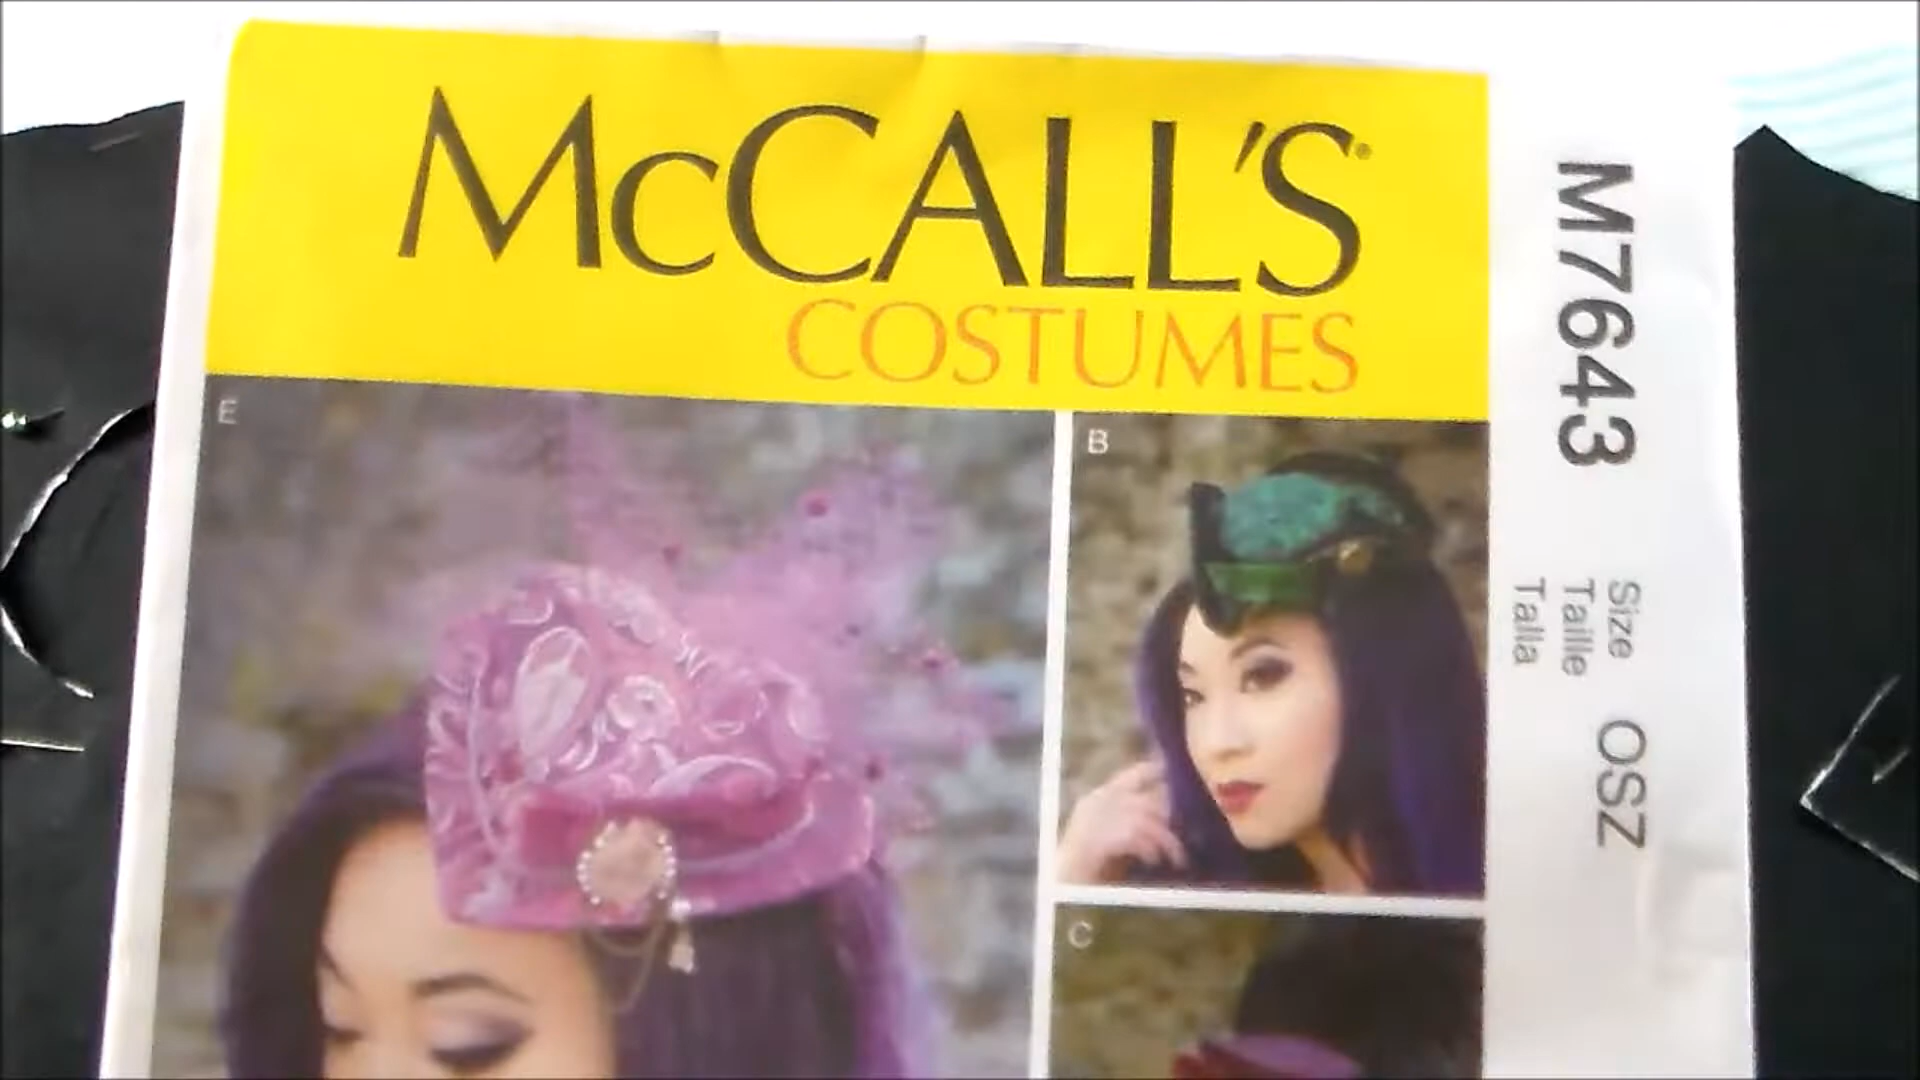 McCALL'S®
COSTUMES
E
B
C
M7643
Size
Taille
Talla
OSZ